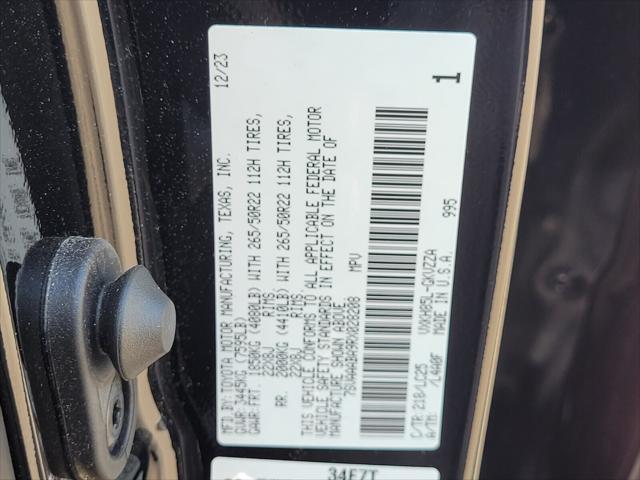 MFD.BY: TOYOTA MOTOR MANUFACTURING, TEXAS, INC. 12/23
GVWR: 3445KG (7595LB)
GAWR: FRT. 1850KG (4080LB) WITH 265/50R22 112H TIRES,
22X8J RIMS
RR. 2000KG (4410LB) WITH 265/50R22 112H TIRES,
22X8J RIMS
THIS VEHICLE CONFORMS TO ALL APPLICABLE FEDERAL MOTOR
VEHICLE SAFETY STANDARDS IN EFFECT ON THE DATE OF
MANUFACTURE SHOWN ABOVE.
MPV
C/TR: 218/LC25
A/TM: /L4A0F
MADE IN U.S.A.
995
1
34E7T